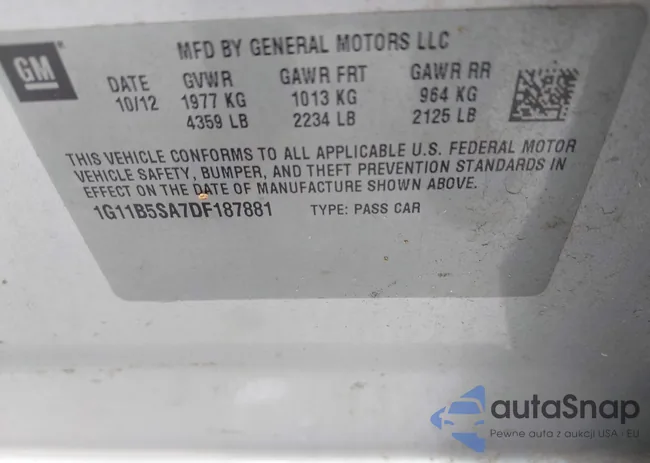 GM
MFD BY GENERAL MOTORS LLC
DATE GVWR GAWR FRT GAWR RR
10/12 1977 KG 1013 KG 964 KG
4359 LB 2234 LB 2125 LB
THIS VEHICLE CONFORMS TO ALL APPLICABLE U.S. FEDERAL MOTOR
VEHICLE SAFETY, BUMPER, AND THEFT PREVENTION STANDARDS IN
EFFECT ON THE DATE OF MANUFACTURE SHOWN ABOVE.
1G11B5SA7DF187881 TYPE: PASS CAR
autoSnap
Pewne auta z aukcji USA - EU